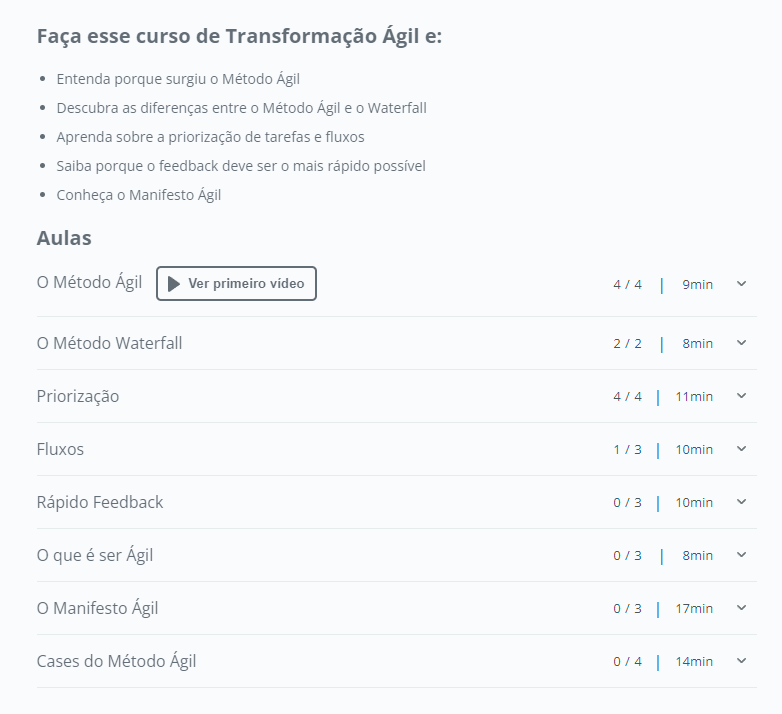 Faça esse curso de Transformação Ágil e:
Entenda porque surgiu o Método Ágil
Descubra as diferenças entre o Método Ágil e o Waterfall
Aprenda sobre a priorização de tarefas e fluxos
Saiba porque o feedback deve ser o mais rápido possível
Conheça o Manifesto Ágil
Aulas
O Método Ágil Ver primeiro vídeo 4 / 4 | 9min
O Método Waterfall 2 / 2 | 8min
Priorização 4 / 4 | 11min
Fluxos 1 / 3 | 10min
Rápido Feedback 0 / 3 | 10min
O que é ser Ágil 0 / 3 | 8min
O Manifesto Ágil 0 / 3 | 17min
Cases do Método Ágil 0 / 4 | 14min